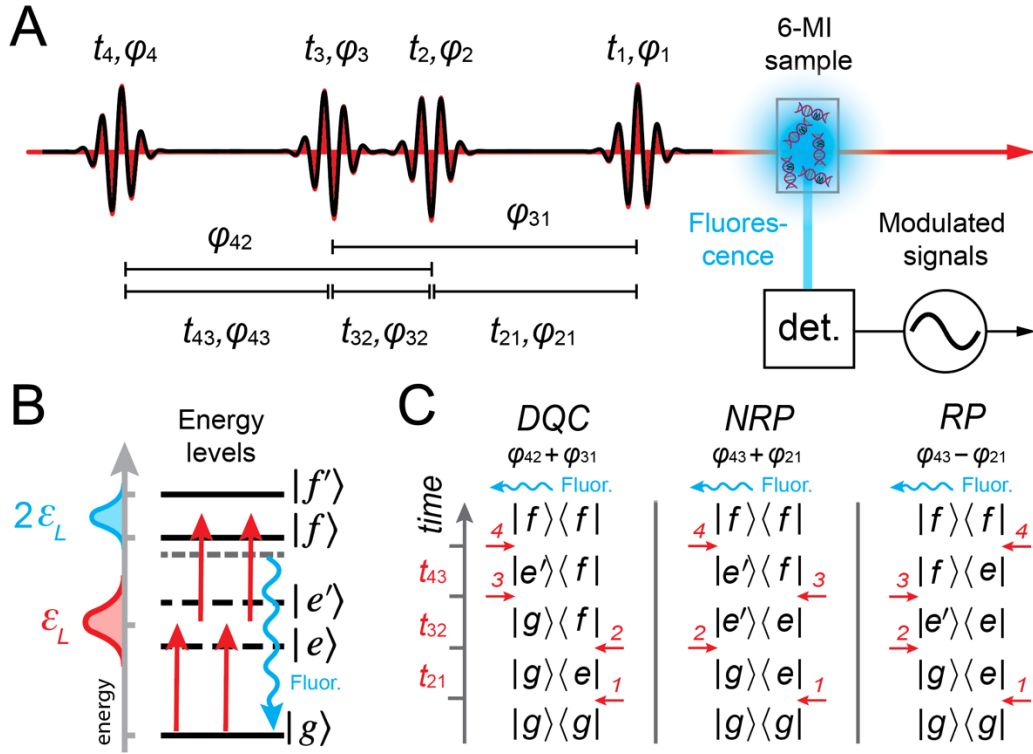 A
t₄,φ₄
t₃,φ₃
t₂,φ₂
t₁,φ₁
6-MI
sample
φ₃₁
φ₄₂
t₄₃,φ₄₃
t₃₂,φ₃₂
t₂₁,φ₂₁
Fluores-
cence
Modulated
signals
det.
B
Energy
levels
|f′⟩
2ε_L
|f⟩
|e′⟩
ε_L
|e⟩
Fluor.
energy
|g⟩
C
DQC
NRP
RP
φ₄₂ + φ₃₁
φ₄₃ + φ₂₁
φ₄₃ − φ₂₁
Fluor.
Fluor.
Fluor.
time
|f⟩⟨f|
|f⟩⟨f|
|f⟩⟨f|
4
4
4
t₄₃
|e′⟩⟨f|
|e′⟩⟨f|
|f⟩⟨e|
3
3
3
t₃₂
|g⟩⟨f|
|e′⟩⟨e|
|e′⟩⟨e|
2
2
2
t₂₁
|g⟩⟨e|
|g⟩⟨e|
|g⟩⟨e|
1
1
1
|g⟩⟨g|
|g⟩⟨g|
|g⟩⟨g|